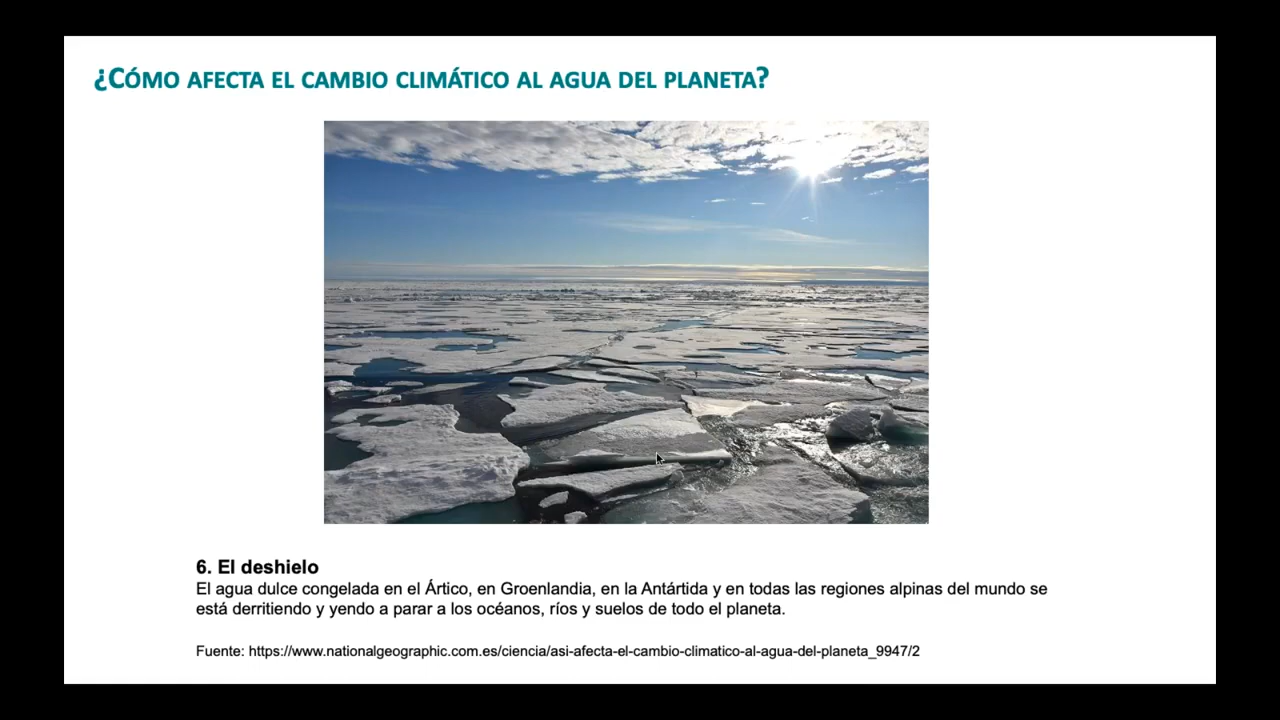 ¿CÓMO AFECTA EL CAMBIO CLIMÁTICO AL AGUA DEL PLANETA?
6. El deshielo
El agua dulce congelada en el Ártico, en Groenlandia, en la Antártida y en todas las regiones alpinas del mundo se
está derritiendo y yendo a parar a los océanos, ríos y suelos de todo el planeta.
Fuente: https://www.nationalgeographic.com.es/ciencia/asi-afecta-el-cambio-climatico-al-agua-del-planeta_9947/2